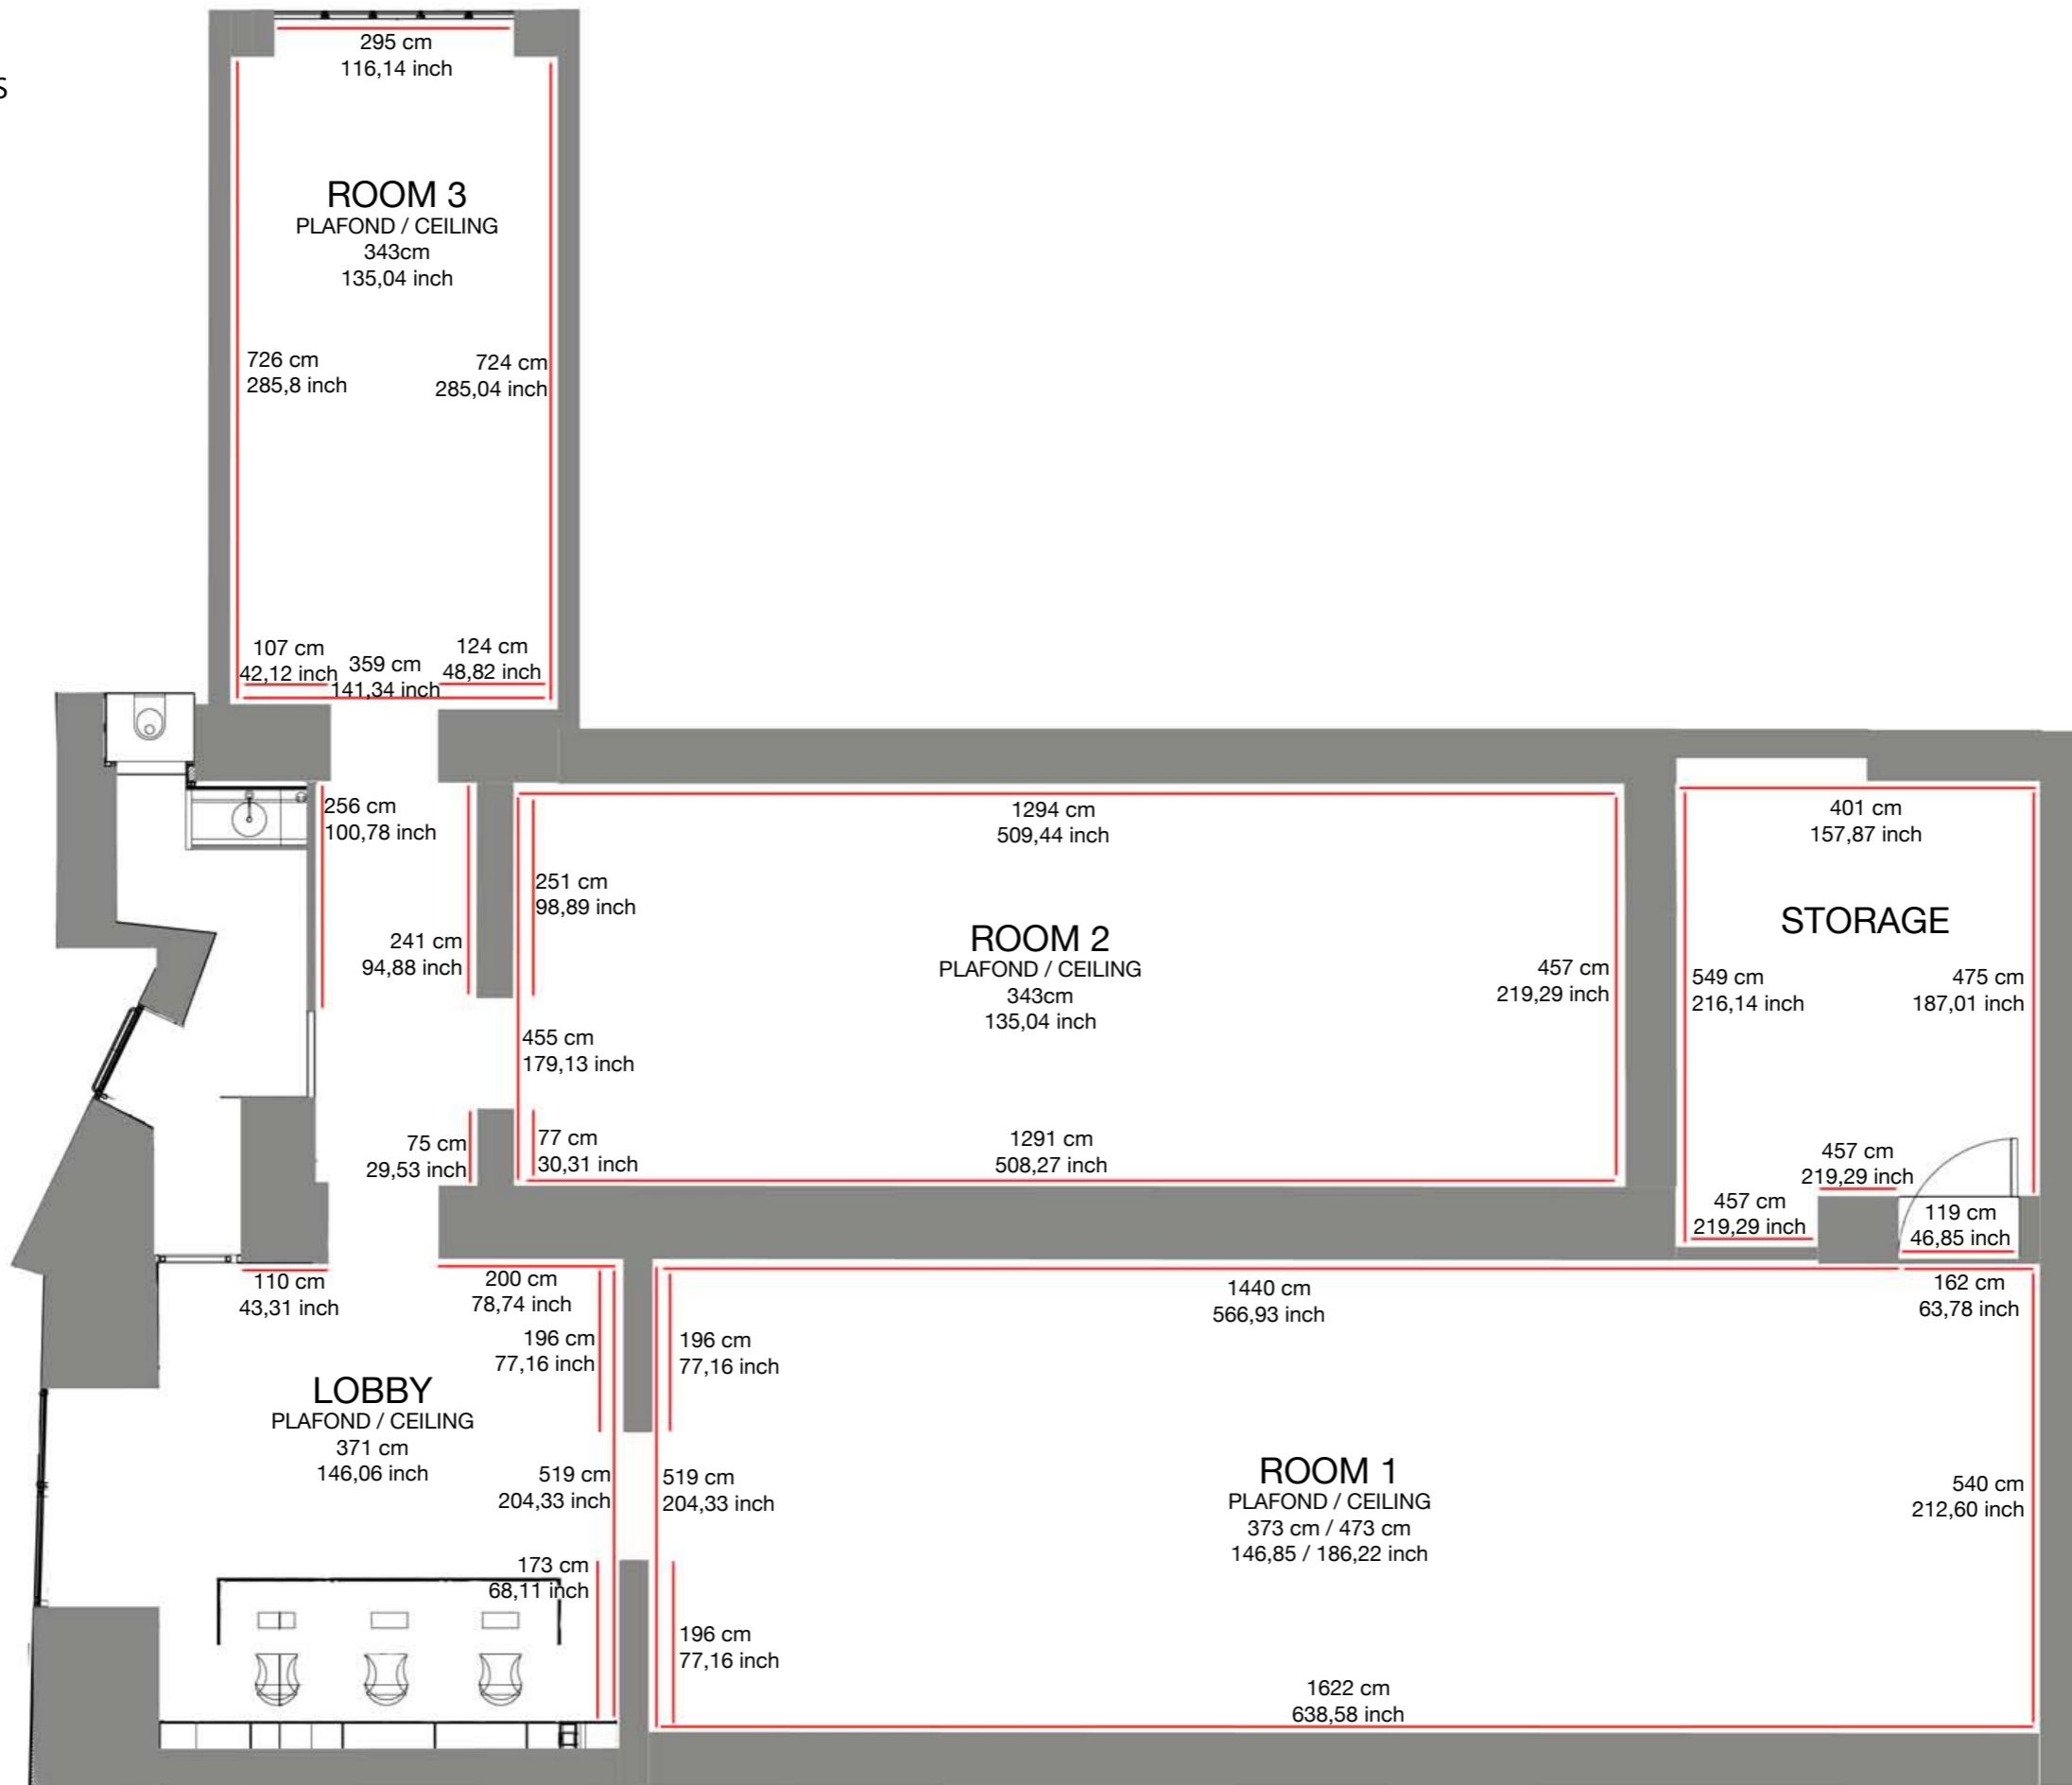 S
295 cm
116,14 inch
ROOM 3
PLAFOND / CEILING
343cm
135,04 inch
726 cm
285,8 inch
724 cm
285,04 inch
107 cm
42,12 inch
359 cm
141,34 inch
124 cm
48,82 inch
256 cm
100,78 inch
241 cm
94,88 inch
75 cm
29,53 inch
1294 cm
509,44 inch
251 cm
98,89 inch
ROOM 2
PLAFOND / CEILING
343cm
135,04 inch
457 cm
219,29 inch
455 cm
179,13 inch
77 cm
30,31 inch
1291 cm
508,27 inch
401 cm
157,87 inch
STORAGE
549 cm
216,14 inch
475 cm
187,01 inch
457 cm
219,29 inch
457 cm
219,29 inch
119 cm
46,85 inch
110 cm
43,31 inch
200 cm
78,74 inch
196 cm
77,16 inch
LOBBY
PLAFOND / CEILING
371 cm
146,06 inch
519 cm
204,33 inch
173 cm
68,11 inch
1440 cm
566,93 inch
162 cm
63,78 inch
196 cm
77,16 inch
519 cm
204,33 inch
ROOM 1
PLAFOND / CEILING
373 cm / 473 cm
146,85 / 186,22 inch
540 cm
212,60 inch
196 cm
77,16 inch
1622 cm
638,58 inch